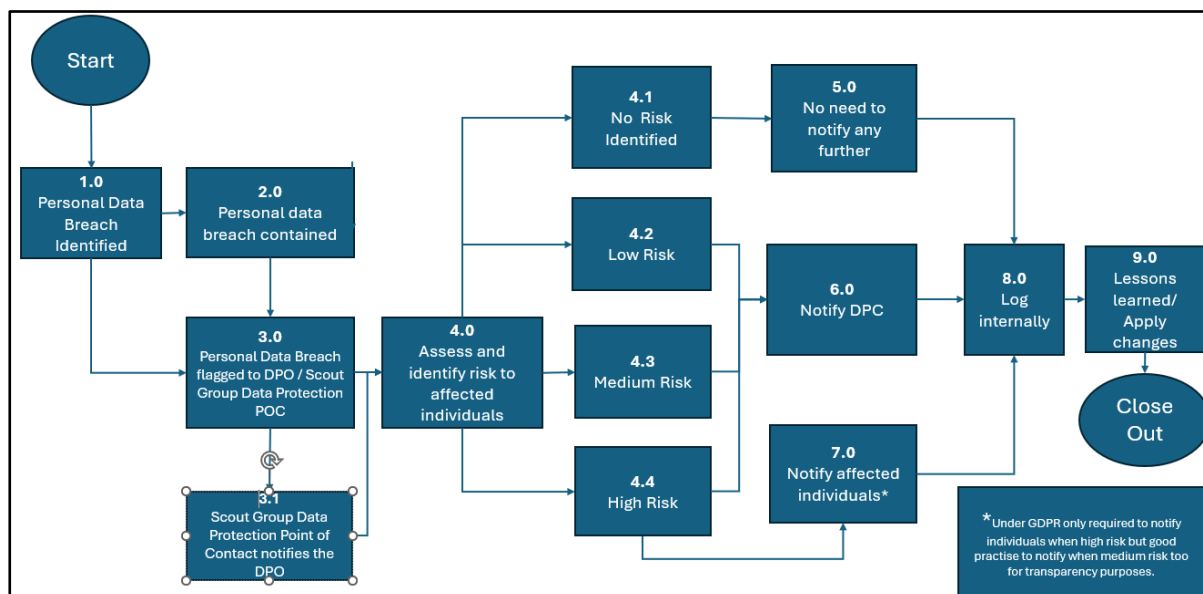 Start
1.0
Personal Data
Breach
Identified
2.0
Personal data
breach contained
3.0
Personal Data Breach
flagged to DPO / Scout
Group Data Protection
POC
3.1
Scout Group Data
Protection Point of
Contact notifies the
DPO
4.0
Assess and
identify risk to
affected
individuals
4.1
No Risk
Identified
4.2
Low Risk
4.3
Medium Risk
4.4
High Risk
5.0
No need to
notify any
further
6.0
Notify DPC
7.0
Notify affected
individuals*
8.0
Log
internally
9.0
Lessons
learned/
Apply
changes
Close
Out
*Under GDPR only required to notify
individuals when high risk but good
practise to notify when medium risk too
for transparency purposes.